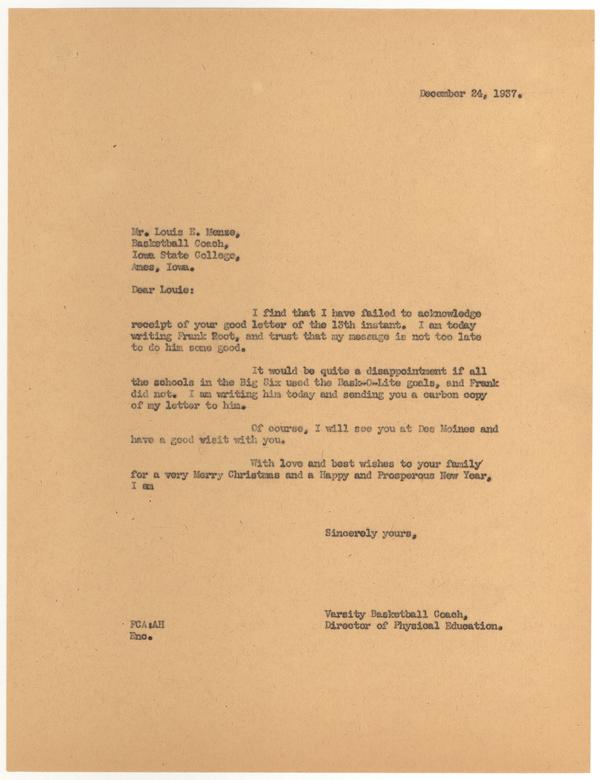 December 24, 1937.
Mr. Louis E. Menze,
Basketball Coach,
Iowa State College,
Ames, Iowa.
Dear Louie:
I find that I have failed to acknowledge
receipt of your good letter of the 13th instant. I am today
writing Frank Root, and trust that my message is not too late
to do him some good.
It would be quite a disappointment if all
the schools in the Big Six used the Bask-O-Lite goals, and Frank
did not. I am writing him today and sending you a carbon copy
of my letter to him.
Of course, I will see you at Des Moines and
have a good visit with you.
With love and best wishes to your family
for a very Merry Christmas and a Happy and Prosperous New Year,
I am
Sincerely yours,
Varsity Basketball Coach,
FCA:AH Director of Physical Education.
Enc.